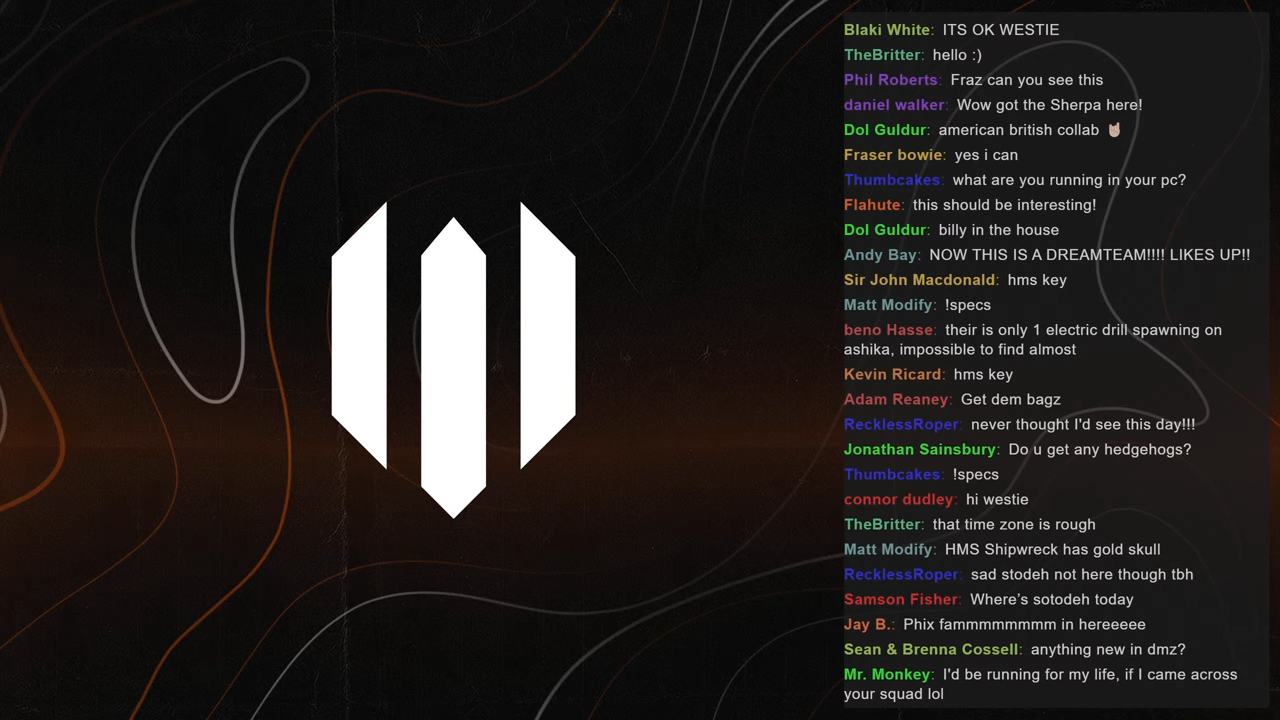 Blaki White: ITS OK WESTIE
TheBritter: hello :)
Phil Roberts: Fraz can you see this
daniel walker: Wow got the Sherpa here!
Dol Guldur: american british collab 🤘🏼
Fraser bowie: yes i can
Thumbcakes: what are you running in your pc?
Flahute: this should be interesting!
Dol Guldur: billy in the house
Andy Bay: NOW THIS IS A DREAMTEAM!!!! LIKES UP!!
Sir John Macdonald: hms key
Matt Modify: !specs
beno Hasse: their is only 1 electric drill spawning on
ashika, impossible to find almost
Kevin Ricard: hms key
Adam Reaney: Get dem bagz
RecklessRoper: never thought I'd see this day!!!
Jonathan Sainsbury: Do u get any hedgehogs?
Thumbcakes: !specs
connor dudley: hi westie
TheBritter: that time zone is rough
Matt Modify: HMS Shipwreck has gold skull
RecklessRoper: sad stodeh not here though tbh
Samson Fisher: Where’s sotodeh today
Jay B.: Phix fammmmmmmm in hereeeee
Sean & Brenna Cossell: anything new in dmz?
Mr. Monkey: I'd be running for my life, if I came across
your squad lol